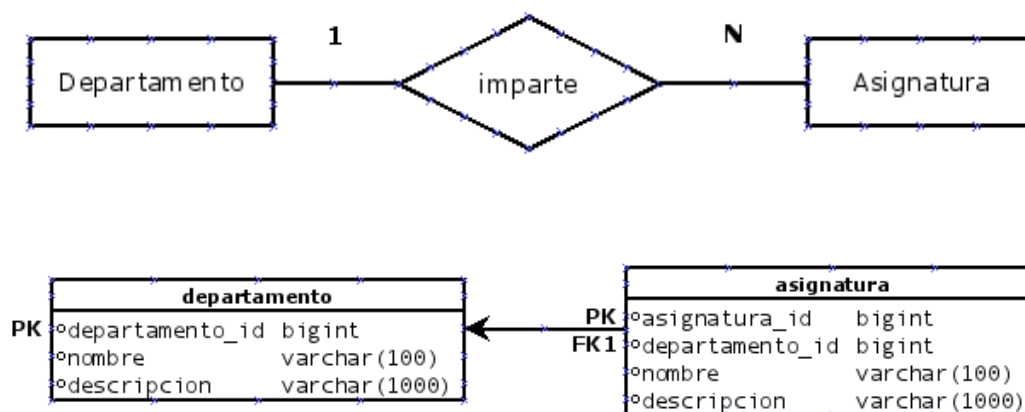 1
N
Departamento
imparte
Asignatura
departamento
PK departamento_id bigint
nombre varchar(100)
descripcion varchar(1000)
asignatura
PK asignatura_id bigint
FK1 departamento_id bigint
nombre varchar(100)
descripcion varchar(1000)